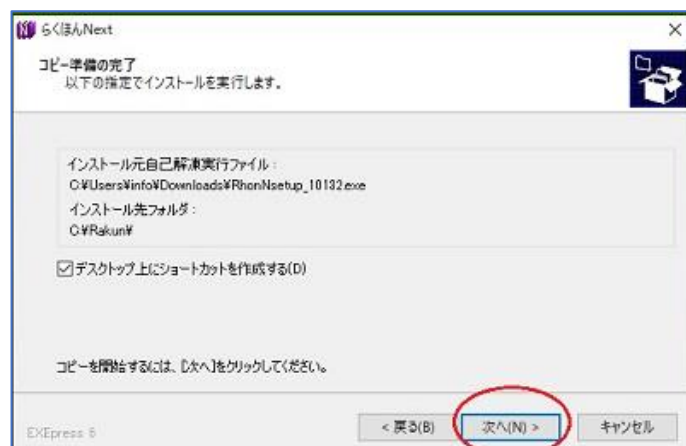 らくほんNext
コピー準備の完了
以下の指定でインストールを実行します。
インストール元自己解凍実行ファイル：
C:¥Users¥info¥Downloads¥RhonNsetup_10132.exe
インストール先フォルダ：
C:¥Rakun¥
デスクトップ上にショートカットを作成する(D)
コピーを開始するには、[次へ]をクリックしてください。
EXEpress 6
< 戻る(B)
次へ(N) >
キャンセル